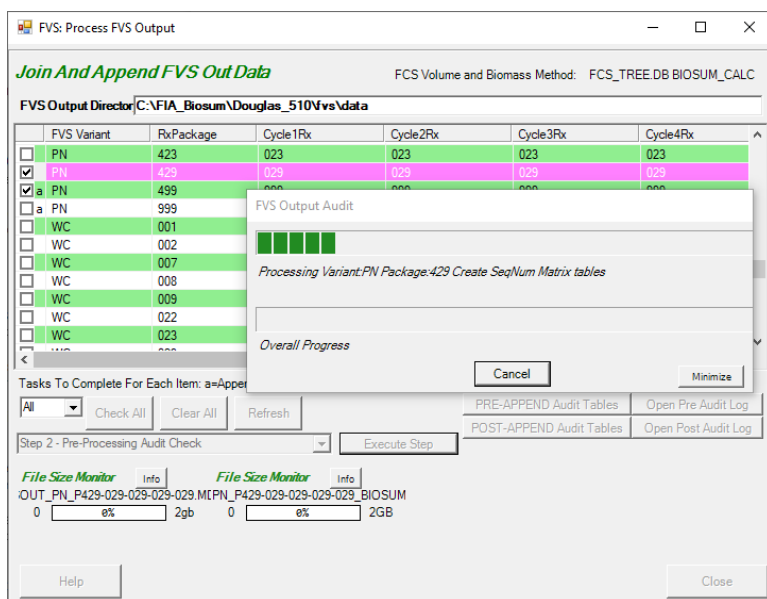 FVS: Process FVS Output
Join And Append FVS Out Data
FCS Volume and Biomass Method: FCS_TREE.DB BIOSUM_CALC
FVS Output Director C:\FIA_Biosum\Douglas_510\fvs\data
FVS Variant RxPackage Cycle1Rx Cycle2Rx Cycle3Rx Cycle4Rx
PN 423 023 023 023 023
PN 429 029 029 029 029
a PN 499
a PN 999
WC 001
WC 002
WC 007
WC 008
WC 009
WC 022
WC 023
FVS Output Audit
Processing Variant:PN Package:429 Create SeqNum Matrix tables
Overall Progress
Cancel
Minimize
Tasks To Complete For Each Item: a=Appe
All Check All Clear All Refresh
PRE-APPEND Audit Tables Open Pre Audit Log
POST-APPEND Audit Tables Open Post Audit Log
Step 2 - Pre-Processing Audit Check Execute Step
File Size Monitor Info File Size Monitor Info
OUT_PN_P429-029-029-029-029.MD PN_P429-029-029-029-029_BIOSUM
0 0% 2gb 0 0% 2GB
Help Close